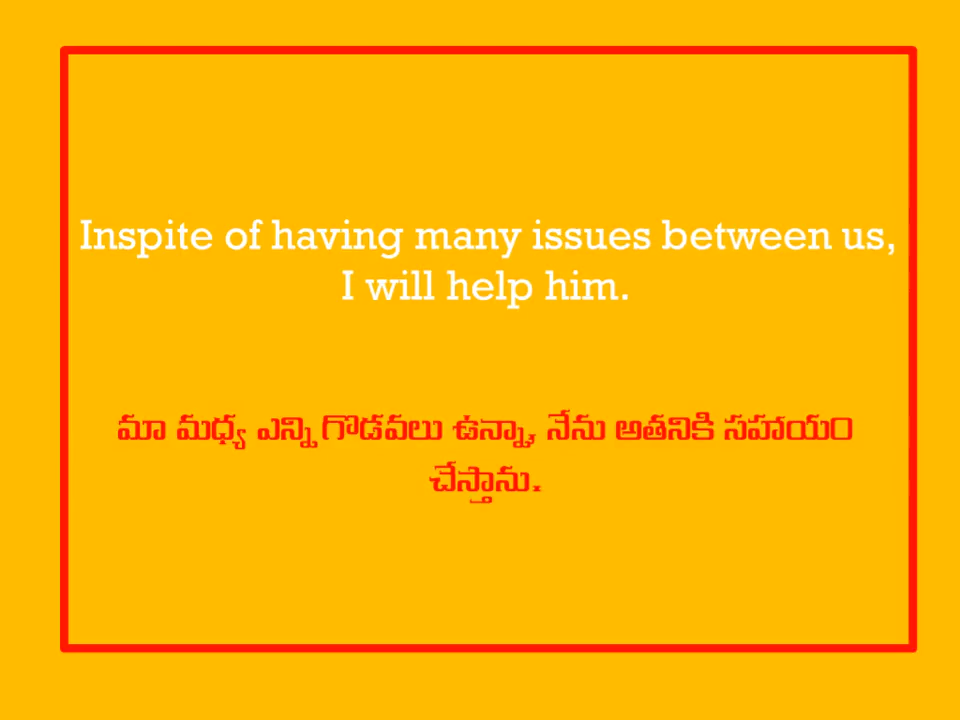 Inspite of having many issues between us,
I will help him.
మా మధ్య ఎన్ని గొడవలు ఉన్నా, నేను అతనికి సహాయం
చేస్తాను.